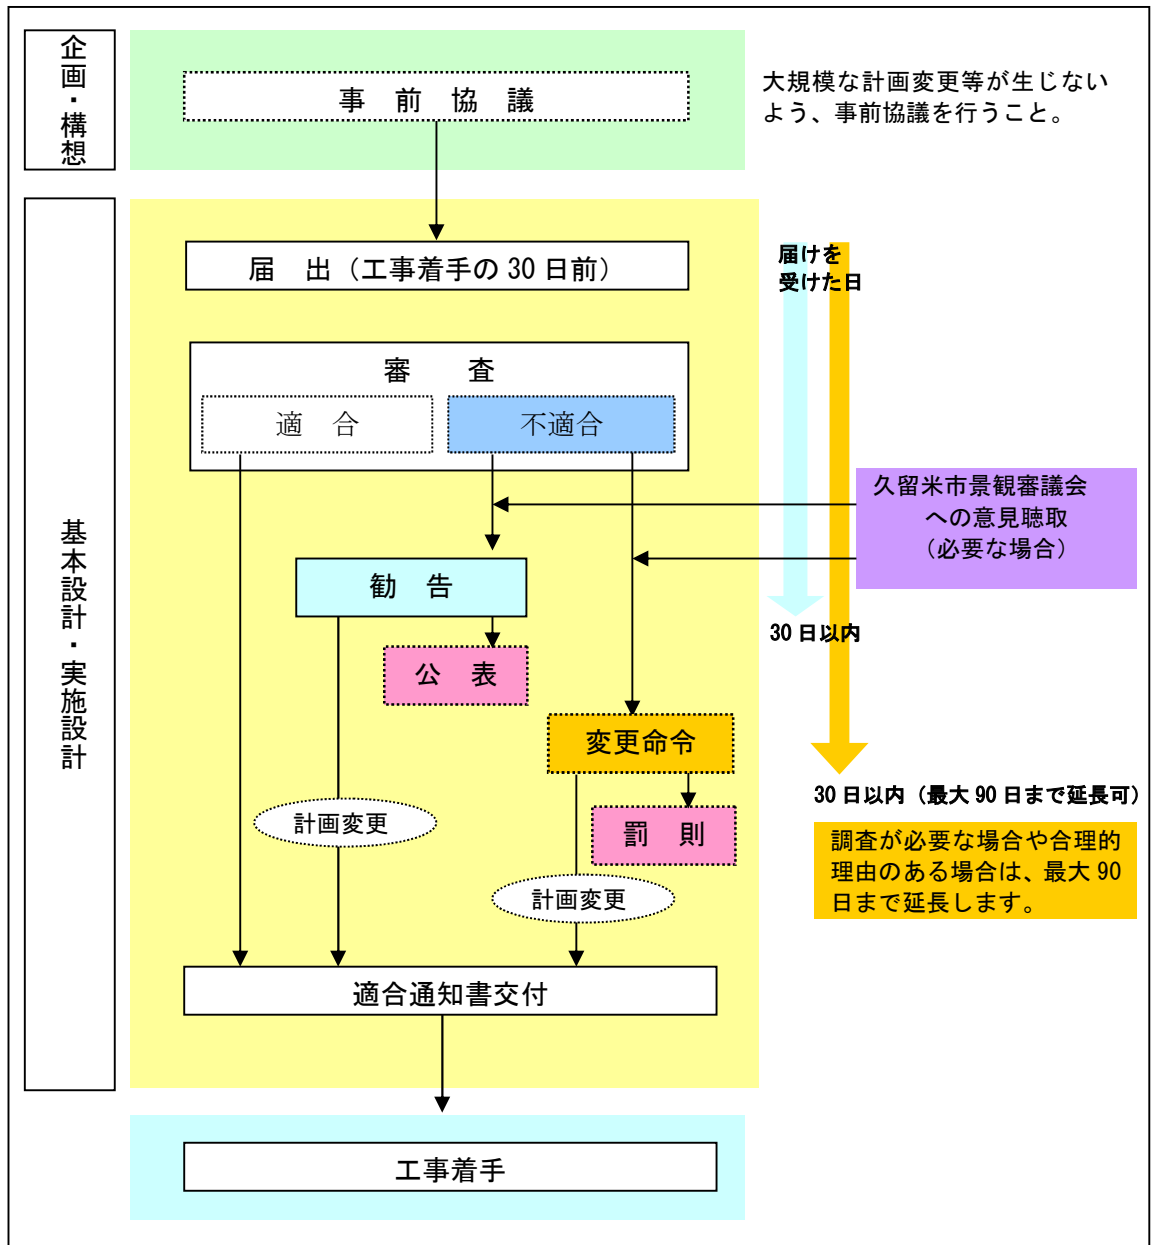 企画・構想
事　前　協　議
大規模な計画変更等が生じない
よう、事前協議を行うこと。
基本設計・実施設計
届　出（工事着手の 30 日前）
届けを
受けた日
審　査
適　合
不適合
久留米市景観審議会
への意見聴取
（必要な場合）
勧　告
30 日以内
公　表
変更命令
30 日以内（最大 90 日まで延長可）
計画変更
罰　則
調査が必要な場合や合理的
理由のある場合は、最大 90
日まで延長します。
計画変更
適合通知書交付
工事着手